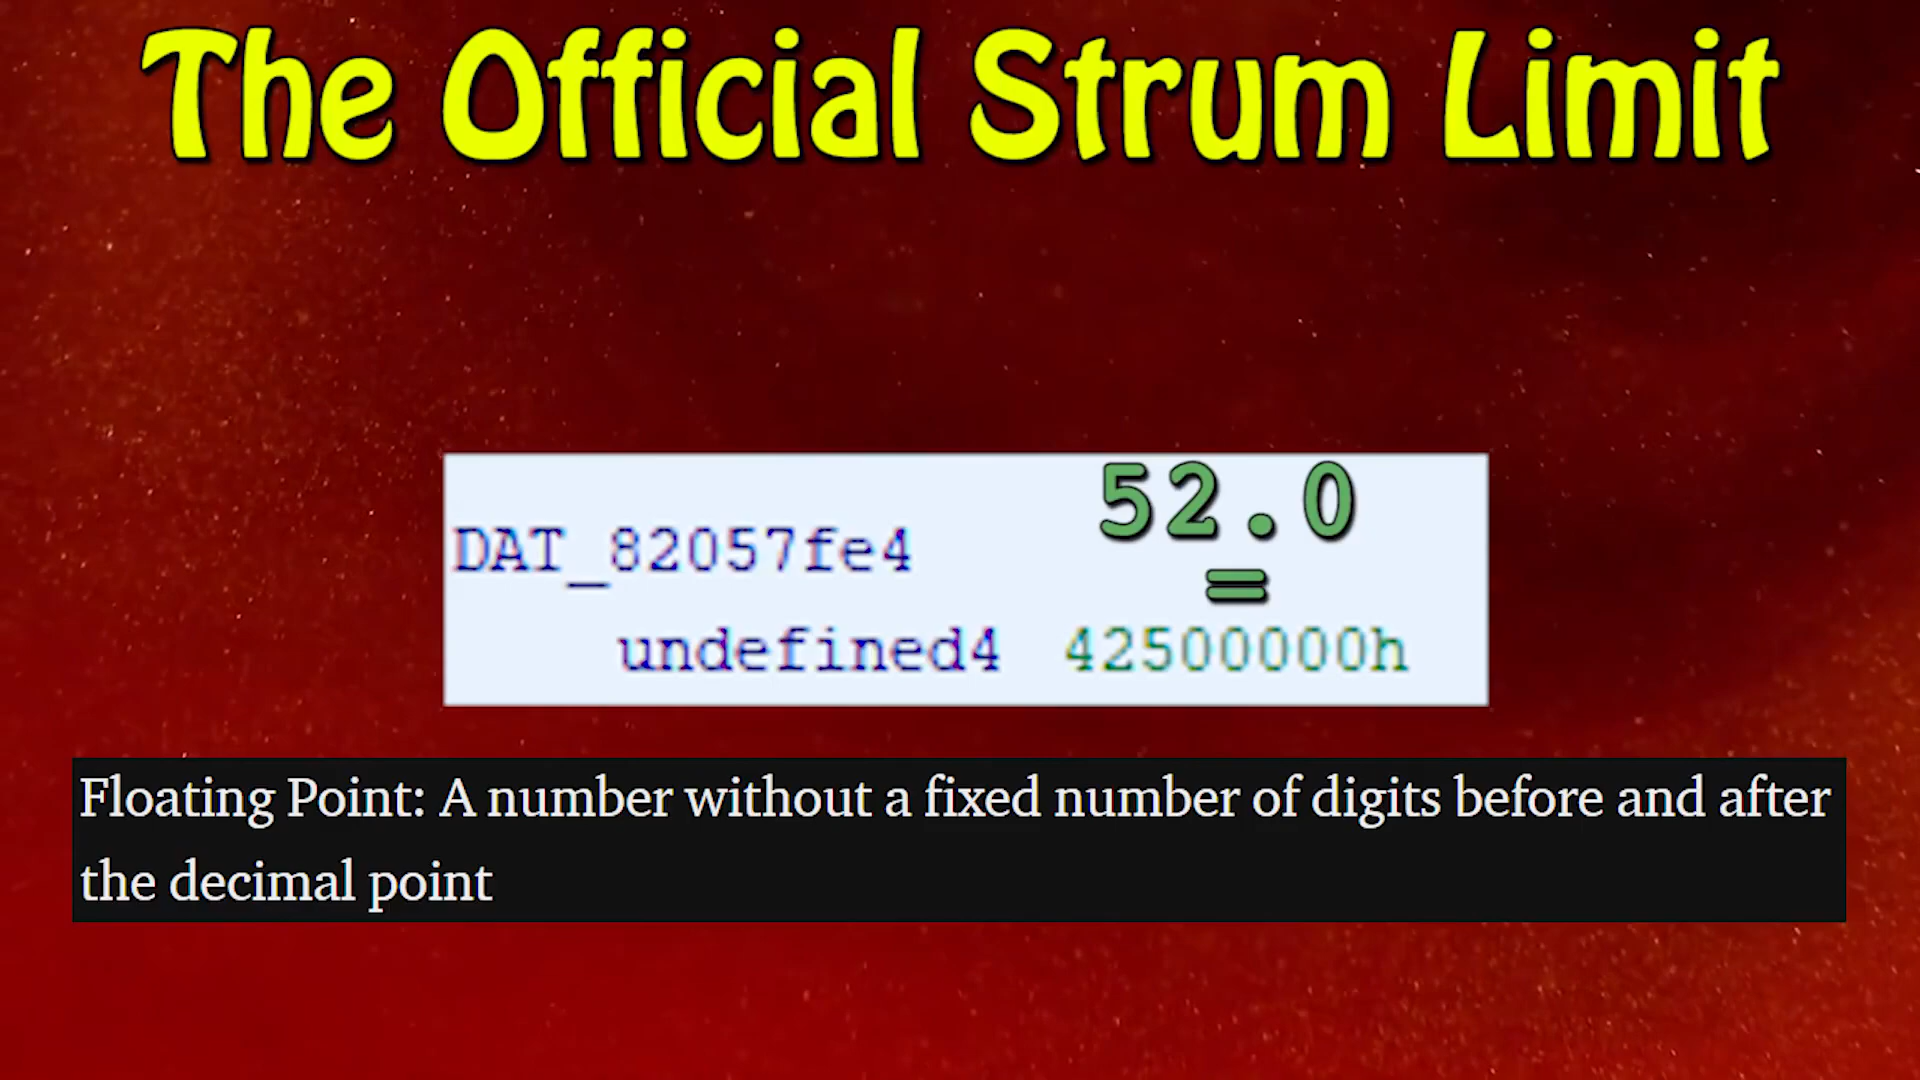 The Official Strum Limit
52.0
DAT_82057fe4
=
undefined4 42500000h
Floating Point: A number without a fixed number of digits before and after
the decimal point